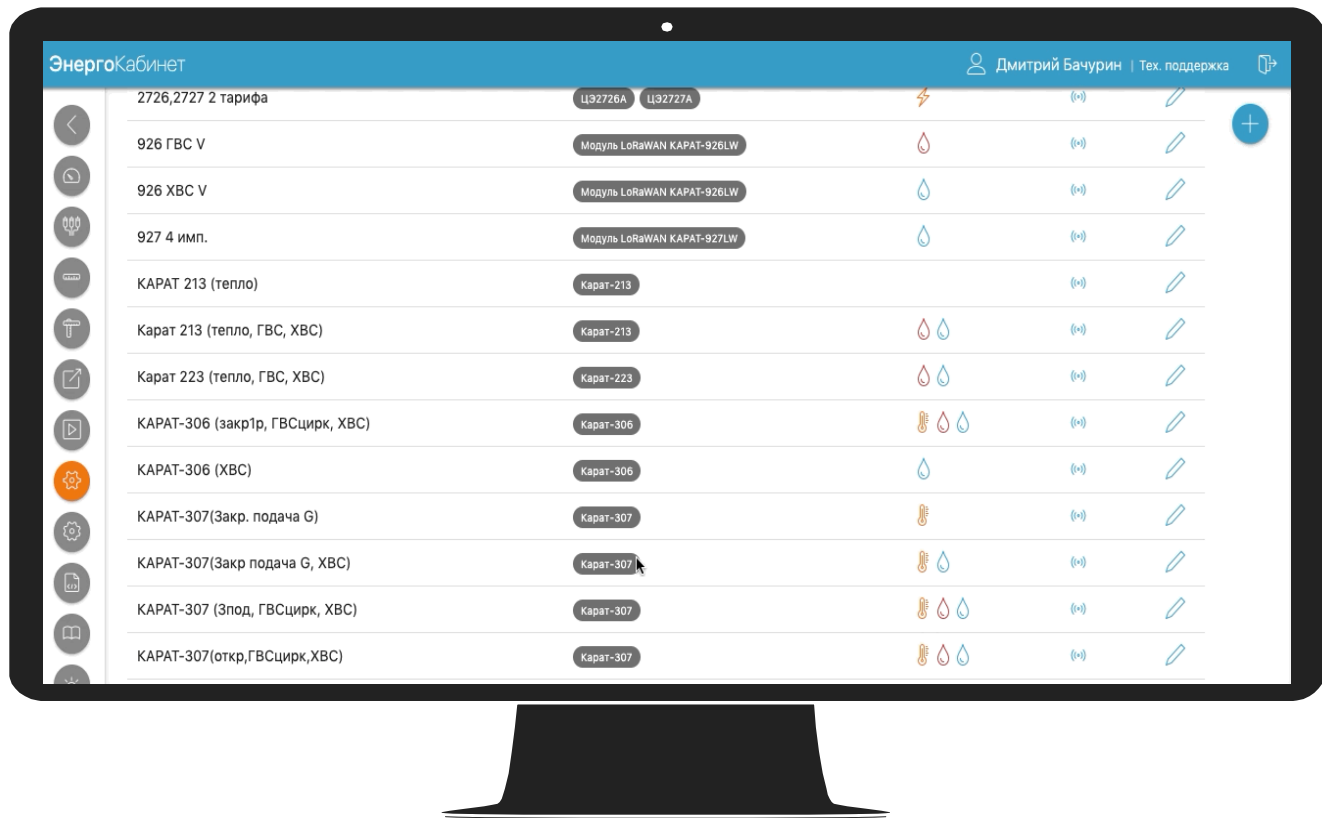 ЭнергоКабинет Дмитрий Бачурин | Тех. поддержка
2726,2727 2 тарифа ЦЭ2726А ЦЭ2727А
926 ГВС V Модуль LoRaWAN КАРАТ-926LW
926 ХВС V Модуль LoRaWAN КАРАТ-926LW
927 4 имп. Модуль LoRaWAN КАРАТ-927LW
КАРАТ 213 (тепло) Карат-213
Карат 213 (тепло, ГВС, ХВС) Карат-213
Карат 223 (тепло, ГВС, ХВС) Карат-223
КАРАТ-306 (закр1р, ГВСцирк, ХВС) Карат-306
КАРАТ-306 (ХВС) Карат-306
КАРАТ-307(Закр. подача G) Карат-307
КАРАТ-307(Закр подача G, ХВС) Карат-307
КАРАТ-307 (Зпод, ГВСцирк, ХВС) Карат-307
КАРАТ-307(откр,ГВСцирк,ХВС) Карат-307